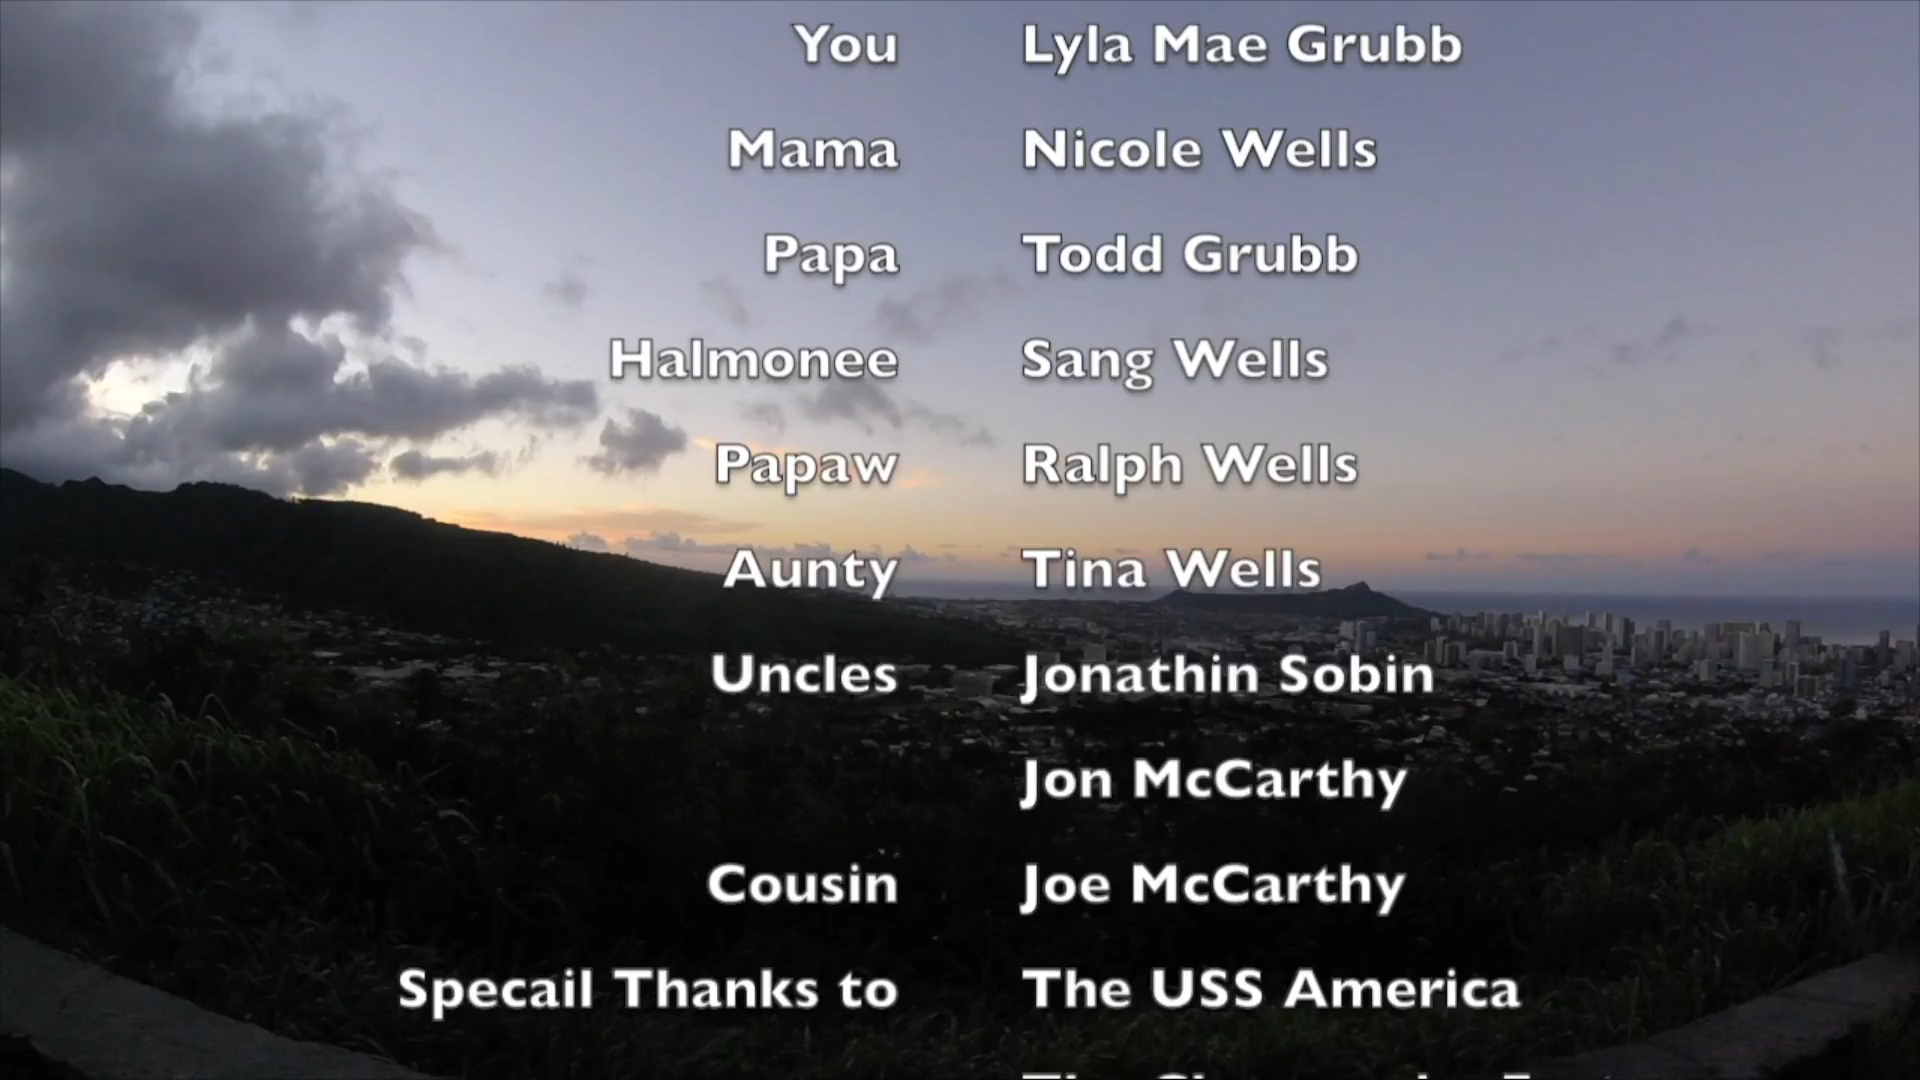 You Lyla Mae Grubb
Mama Nicole Wells
Papa Todd Grubb
Halmonee Sang Wells
Papaw Ralph Wells
Aunty Tina Wells
Uncles Jonathin Sobin
Jon McCarthy
Cousin Joe McCarthy
Specail Thanks to The USS America